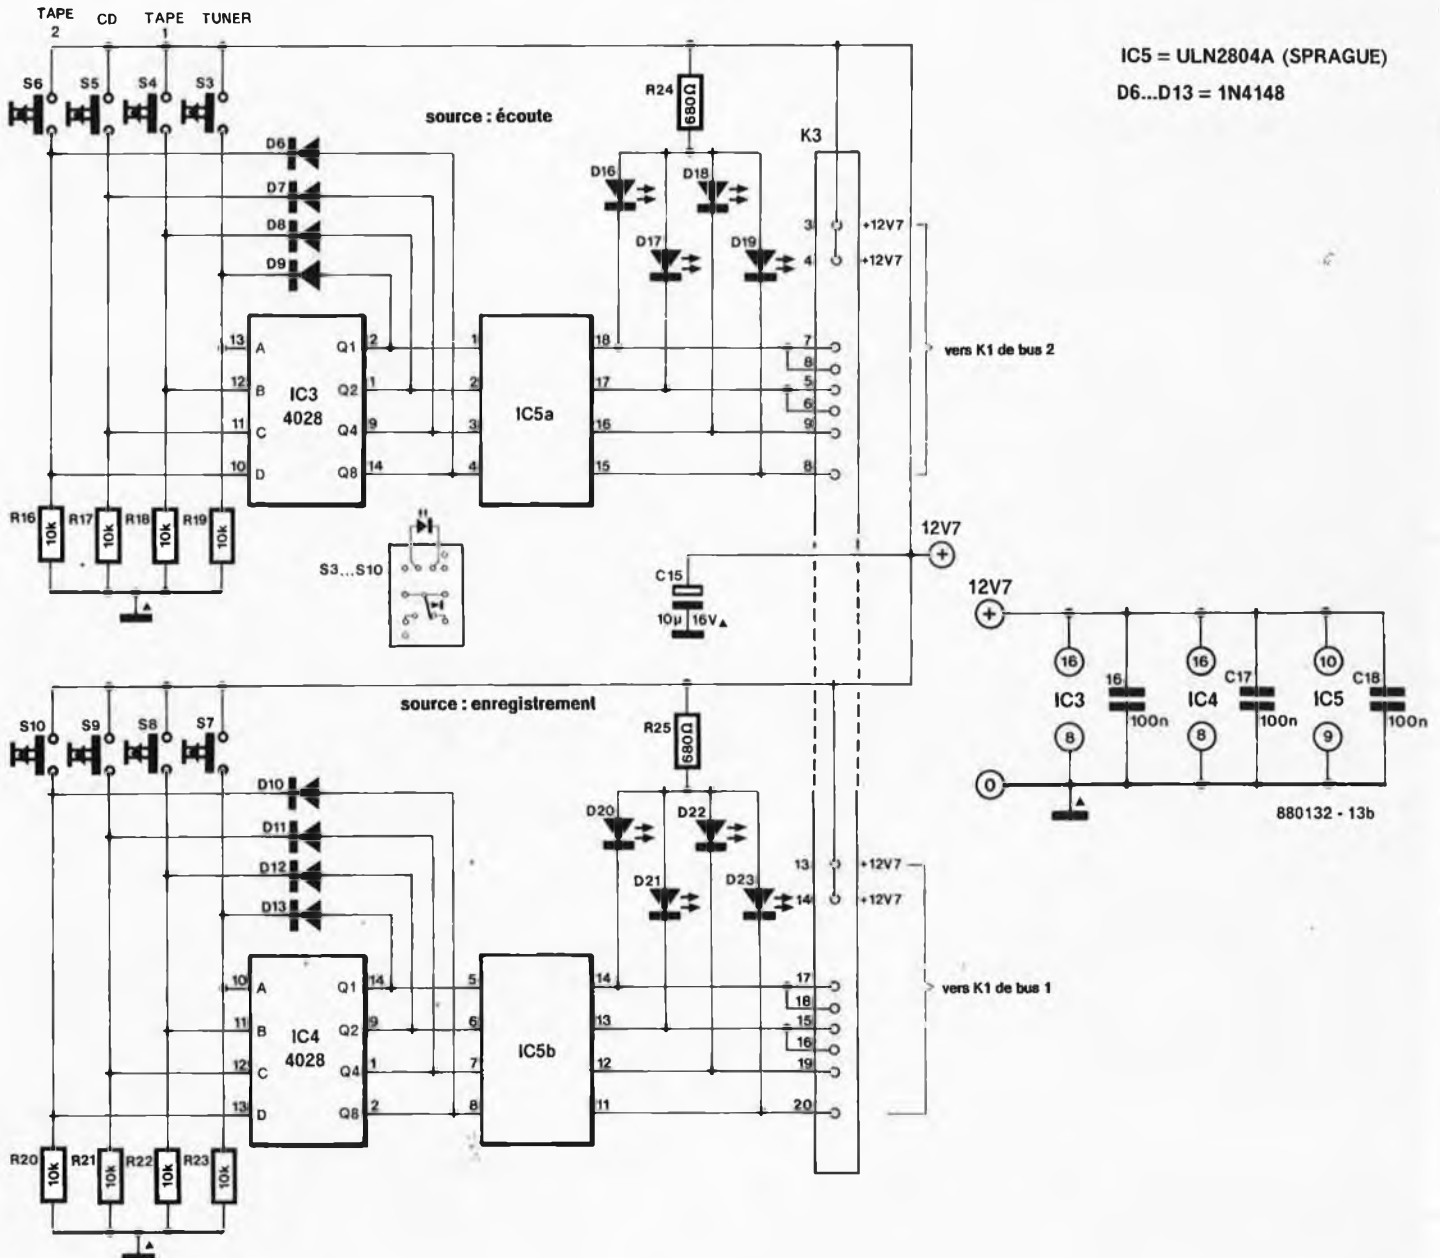 TAPE 2 CD TAPE 1 TUNER
IC5 = ULN2804A (SPRAGUE)
D6...D13 = 1N4148
S6 S5 S4 S3
source : écoute
R24 680Ω
K3
D6
D7
D8
D9
D16 D18
D17 D19
3 +12V7
4 +12V7
vers K1 de bus 2
13 A Q1 2 1 18 7
8
12 B Q2 1 2 17 5
6
11 C Q4 9 3 16 9
10 D Q8 14 4 15 8
IC3
4028
IC5a
R16 10k R17 10k R18 10k R19 10k
S3...S10
C15
10µ 16V
12V7
+
12V7
+
16 16 10
IC3 16 100n IC4 C17 100n IC5 C18 100n
8 8 9
0
880132 - 13b
source : enregistrement
S10 S9 S8 S7
R25 680Ω
D10
D11
D12
D13
D20 D22
D21 D23
13 +12V7
14 +12V7
vers K1 de bus 1
10 A Q1 14 5 14 17
18
11 B Q2 9 6 13 15
16
12 C Q4 1 7 12 19
13 D Q8 2 8 11 20
IC4
4028
IC5b
R20 10k R21 10k R22 10k R23 10k